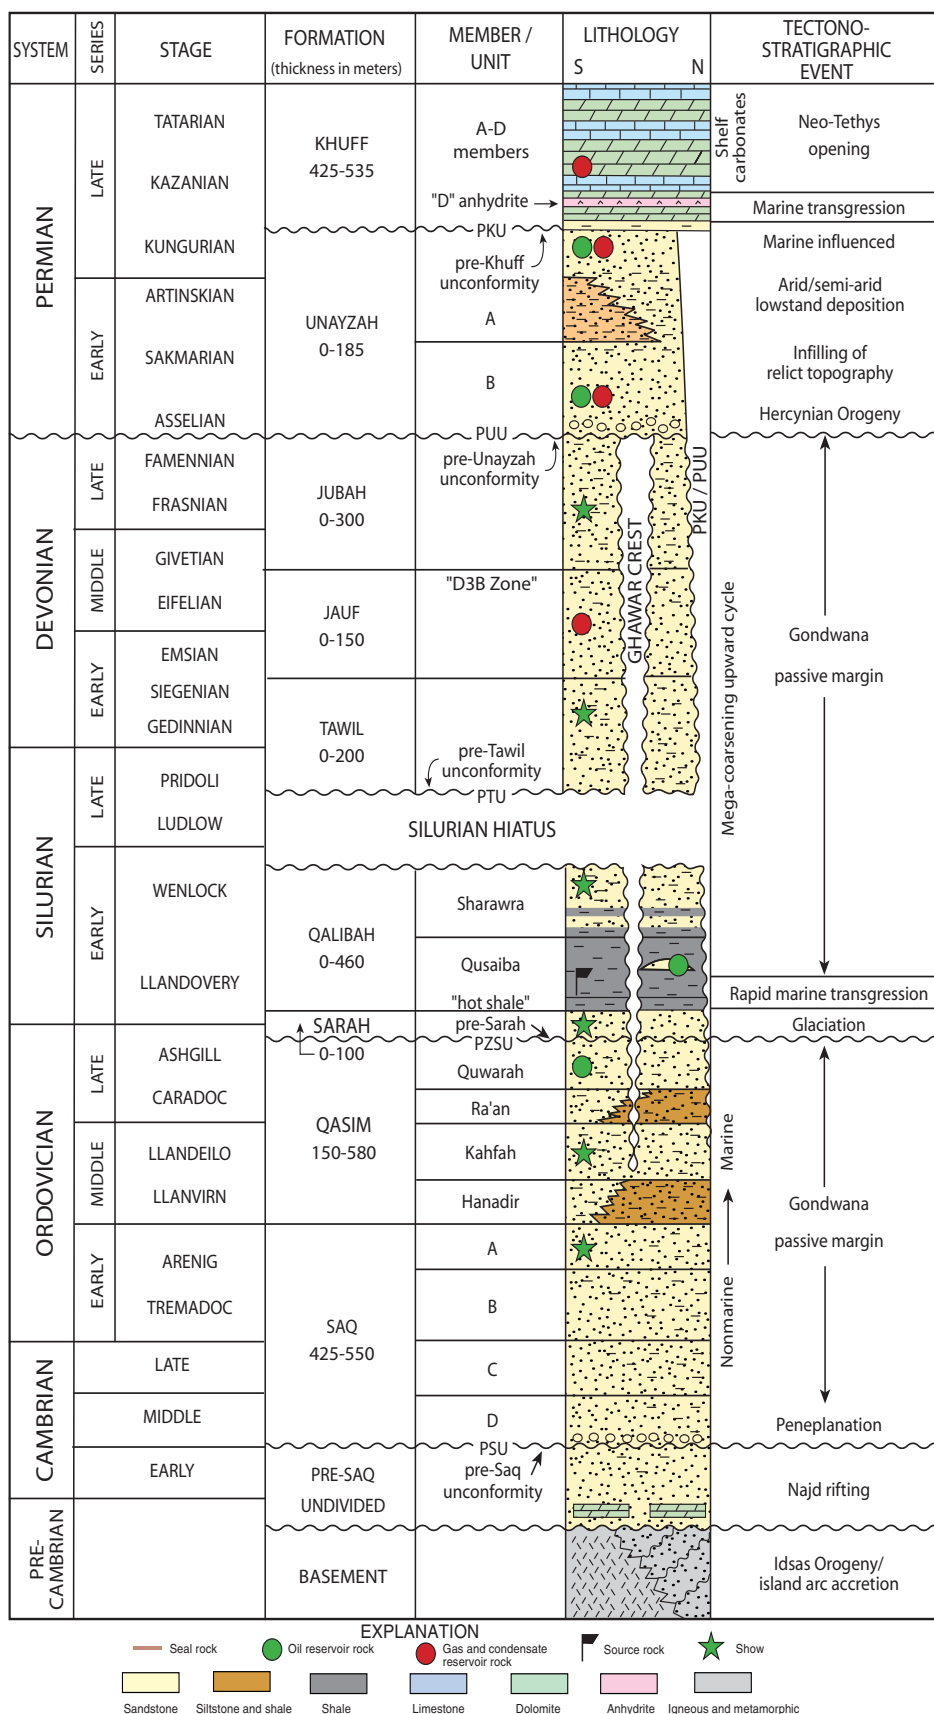 SYSTEM
SERIES
STAGE
FORMATION
(thickness in meters)
MEMBER /
UNIT
LITHOLOGY
S N
TECTONO-
STRATIGRAPHIC
EVENT
PERMIAN
LATE
TATARIAN
KAZANIAN
KUNGURIAN
EARLY
ARTINSKIAN
SAKMARIAN
ASSELIAN
KHUFF
425-535
A-D
members
"D" anhydrite
PKU
pre-Khuff
unconformity
UNAYZAH
0-185
A
B
PUU
pre-Unayzah
unconformity
Shelf
carbonates
Neo-Tethys
opening
Marine transgression
Marine influenced
Arid/semi-arid
lowstand deposition
Infilling of
relict topography
Hercynian Orogeny
DEVONIAN
LATE
FAMENNIAN
FRASNIAN
MIDDLE
GIVETIAN
EIFELIAN
EARLY
EMSIAN
SIEGENIAN
GEDINNIAN
JUBAH
0-300
JAUF
0-150
"D3B Zone"
TAWIL
0-200
pre-Tawil
unconformity
PTU
GHAWAR CREST
PKU / PUU
Mega-coarsening upward cycle
Gondwana
passive margin
SILURIAN
LATE
PRIDOLI
LUDLOW
SILURIAN HIATUS
EARLY
WENLOCK
LLANDOVERY
QALIBAH
0-460
Sharawra
Qusaiba
"hot shale"
Rapid marine transgression
SARAH
0-100
pre-Sarah
PZSU
Glaciation
ORDOVICIAN
LATE
ASHGILL
CARADOC
MIDDLE
LLANDEILO
LLANVIRN
EARLY
ARENIG
TREMADOC
QASIM
150-580
Quwarah
Ra'an
Kahfah
Hanadir
SAQ
425-550
A
B
C
D
PSU
pre-Saq
unconformity
Nonmarine
Marine
Gondwana
passive margin
Peneplanation
CAMBRIAN
LATE
MIDDLE
EARLY
PRE-SAQ
UNDIVIDED
Najd rifting
PRE-
CAMBRIAN
BASEMENT
Idsas Orogeny/
island arc accretion
EXPLANATION
Seal rock
Oil reservoir rock
Gas and condensate
reservoir rock
Source rock
Show
Sandstone
Siltstone and shale
Shale
Limestone
Dolomite
Anhydrite
Igneous and metamorphic